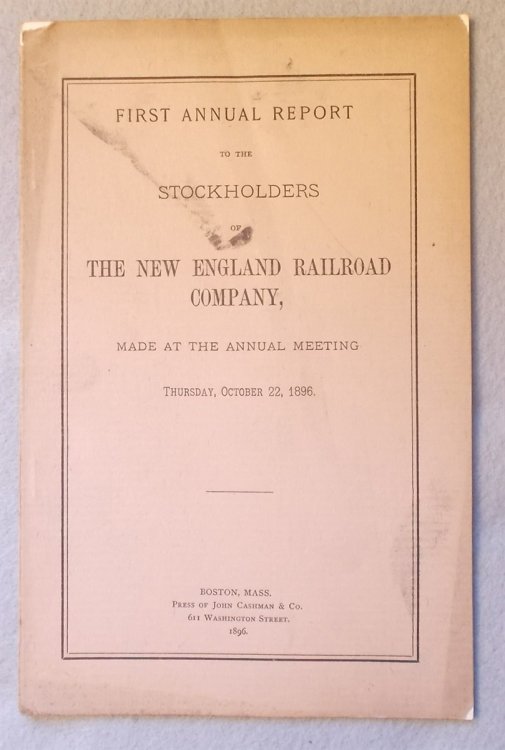 FIRST ANNUAL REPORT
TO THE
STOCKHOLDERS
OF
THE NEW ENGLAND RAILROAD
COMPANY,
MADE AT THE ANNUAL MEETING
THURSDAY, OCTOBER 22, 1896.
BOSTON, MASS.
PRESS OF JOHN CASHMAN & CO.
611 WASHINGTON STREET.
1896.